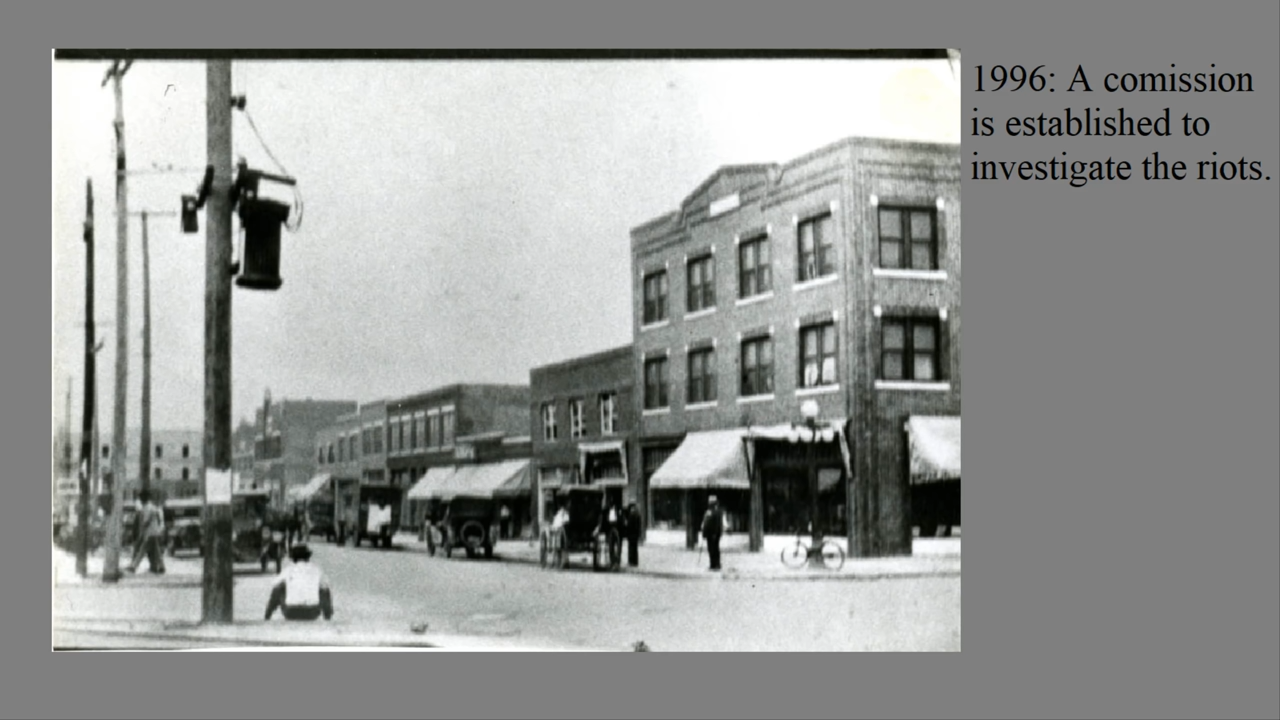 1996: A comission
is established to
investigate the riots.